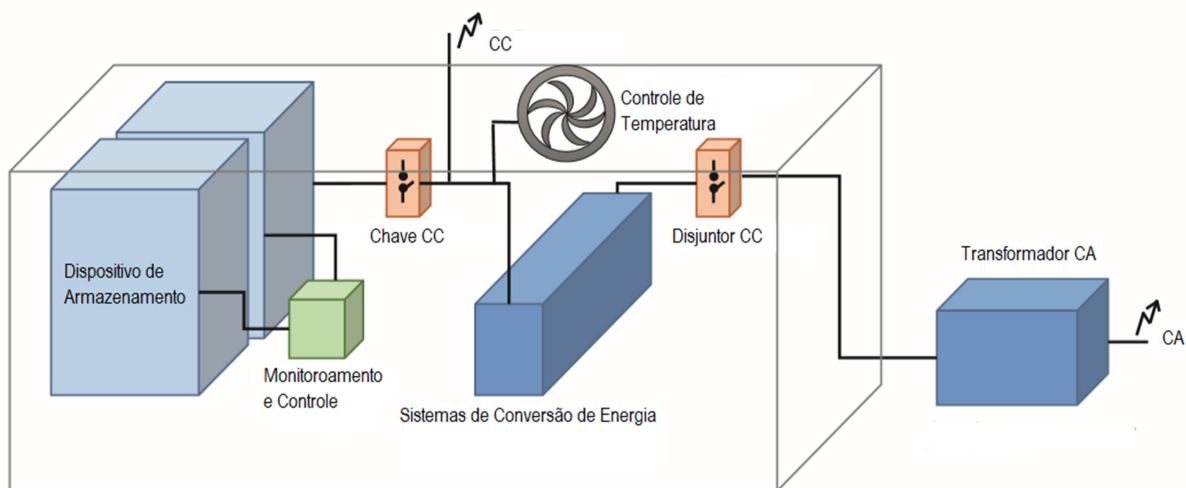 CC
Controle de
Temperatura
Chave CC
Disjuntor CC
Dispositivo de
Armazenamento
Transformador CA
CA
Monitoroamento
e Controle
Sistemas de Conversão de Energia